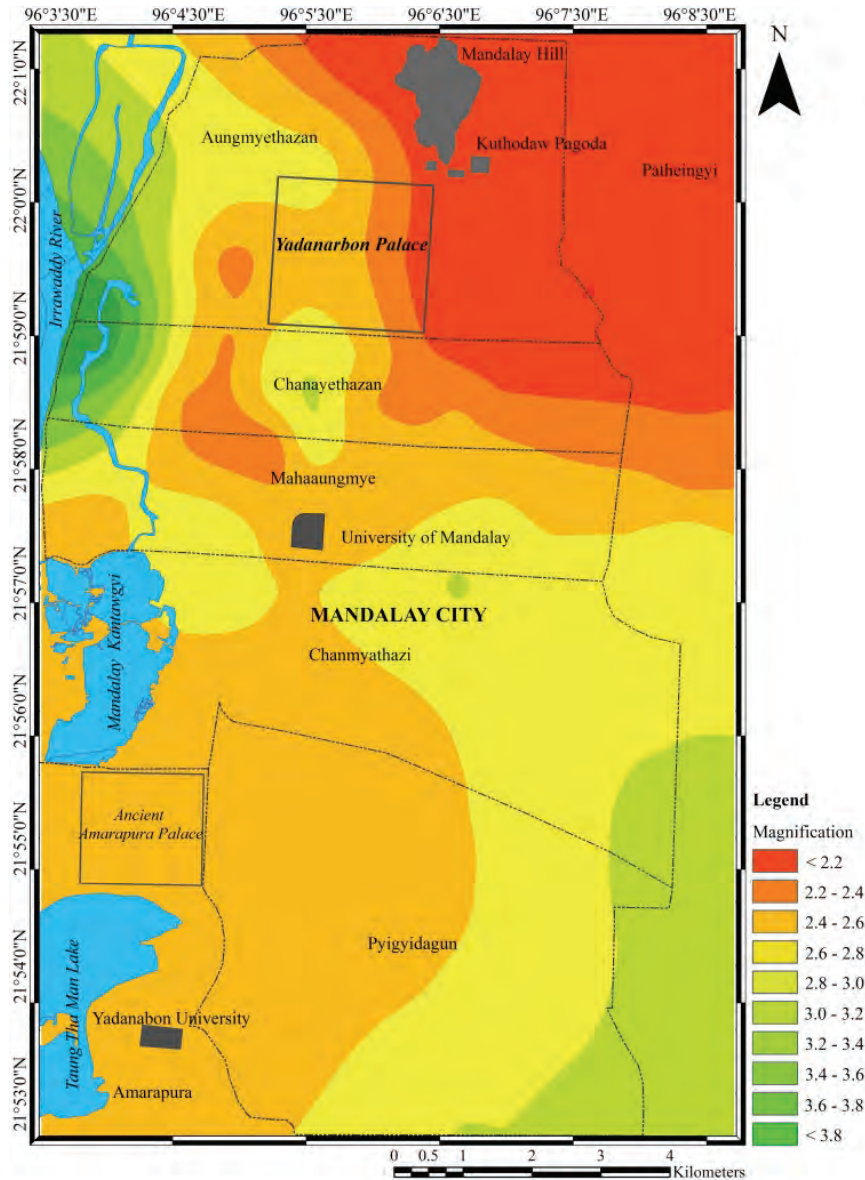 96°3'30"E 96°4'30"E 96°5'30"E 96°6'30"E 96°7'30"E 96°8'30"E
N
22°1'0"N
22°0'0"N
21°59'0"N
21°58'0"N
21°57'0"N
21°56'0"N
21°55'0"N
21°54'0"N
21°53'0"N
Mandalay Hill
Aungmyethazan
Kuthodaw Pagoda
Patheingyi
Irrawaddy River
Yadanarbon Palace
Chanayethazan
Mahaaungmye
University of Mandalay
MANDALAY CITY
Chanmyathazi
Mandalay Kantawgyi
Ancient
Amarapura Palace
Pyigyidagun
Taung Tha Man Lake
Yadanabon University
Amarapura
Legend
Magnification
< 2.2
2.2 - 2.4
2.4 - 2.6
2.6 - 2.8
2.8 - 3.0
3.0 - 3.2
3.2 - 3.4
3.4 - 3.6
3.6 - 3.8
< 3.8
0 0.5 1 2 3 4
Kilometers